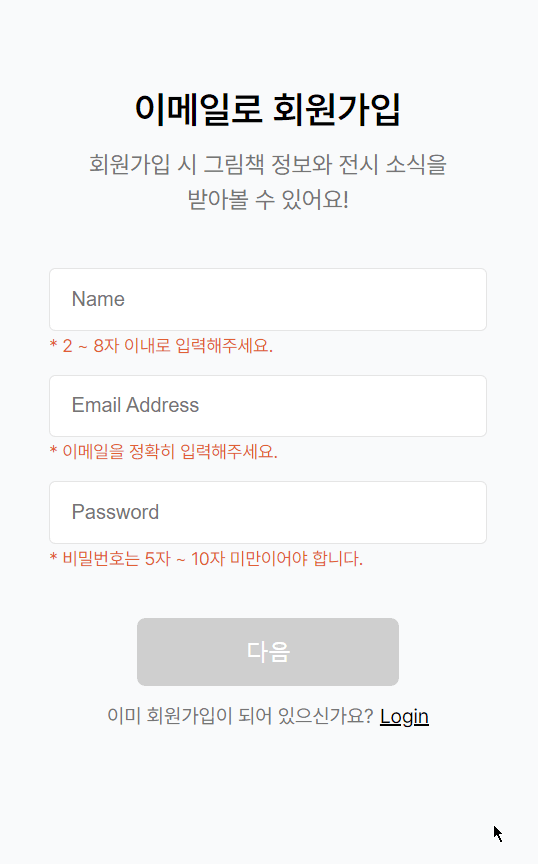 이메일로 회원가입
회원가입 시 그림책 정보와 전시 소식을
받아볼 수 있어요!
Name
* 2 ~ 8자 이내로 입력해주세요.
Email Address
* 이메일을 정확히 입력해주세요.
Password
* 비밀번호는 5자 ~ 10자 미만이어야 합니다.
다음
이미 회원가입이 되어 있으신가요? Login